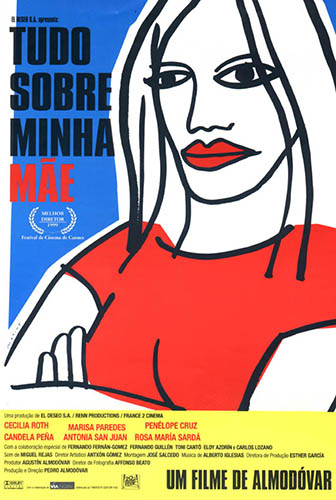 EL DESEO S.A. apresenta
TUDO
SOBRE
MINHA
MÃE
MELHOR
DIRETOR
1999
Festival de Cinema de Cannes
Uma produção de EL DESEO S.A. / RENN PRODUCTIONS / FRANCE 2 CINEMA
CECILIA ROTH MARISA PAREDES PENÉLOPE CRUZ
CANDELA PEÑA ANTONIA SAN JUAN ROSA MARÍA SARDÁ
Com a colaboração especial de FERNANDO FERNÁN-GOMEZ FERNANDO GUILLÉN TONI CANTÓ ELOY AZORÍN e CARLOS LOZANO
Som de MIGUEL REJAS Diretor Artístico ANTXÓN GÓMEZ Montagem JOSÉ SALCEDO Música de ALBERTO IGLESIAS Diretora de Produção ESTHER GARCÍA
Produtor AGUSTÍN ALMODÓVAR Diretor de Fotografia AFFONSO BEATO
Produção e Direção PEDRO ALMODÓVAR
UM FILME DE ALMODÓVAR
DOLBY
VIA
FOX